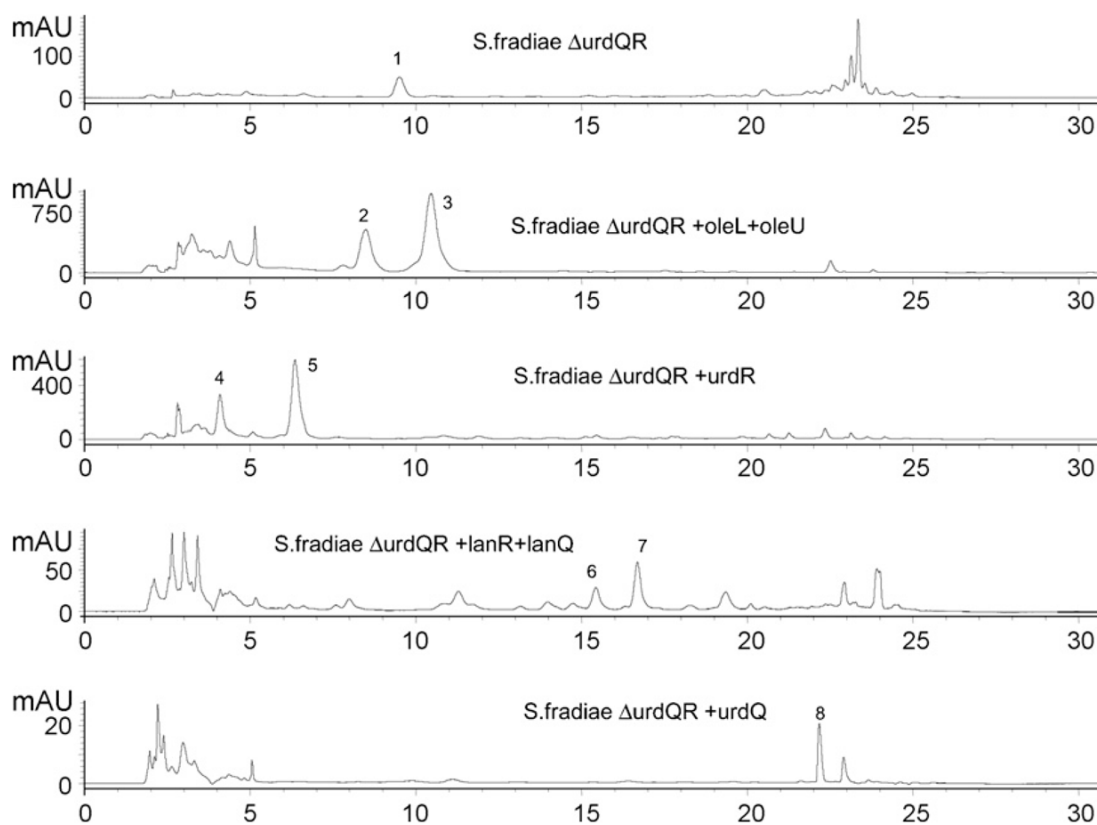 mAU
S.fradiae ΔurdQR
100
1
0
0 5 10 15 20 25 30
mAU
750
2
3
S.fradiae ΔurdQR +oleL+oleU
0
0 5 10 15 20 25 30
mAU
400
4
5
S.fradiae ΔurdQR +urdR
0
0 5 10 15 20 25 30
mAU
S.fradiae ΔurdQR +lanR+lanQ
50
6
7
0
0 5 10 15 20 25 30
mAU
S.fradiae ΔurdQR +urdQ
20
8
0
0 5 10 15 20 25 30